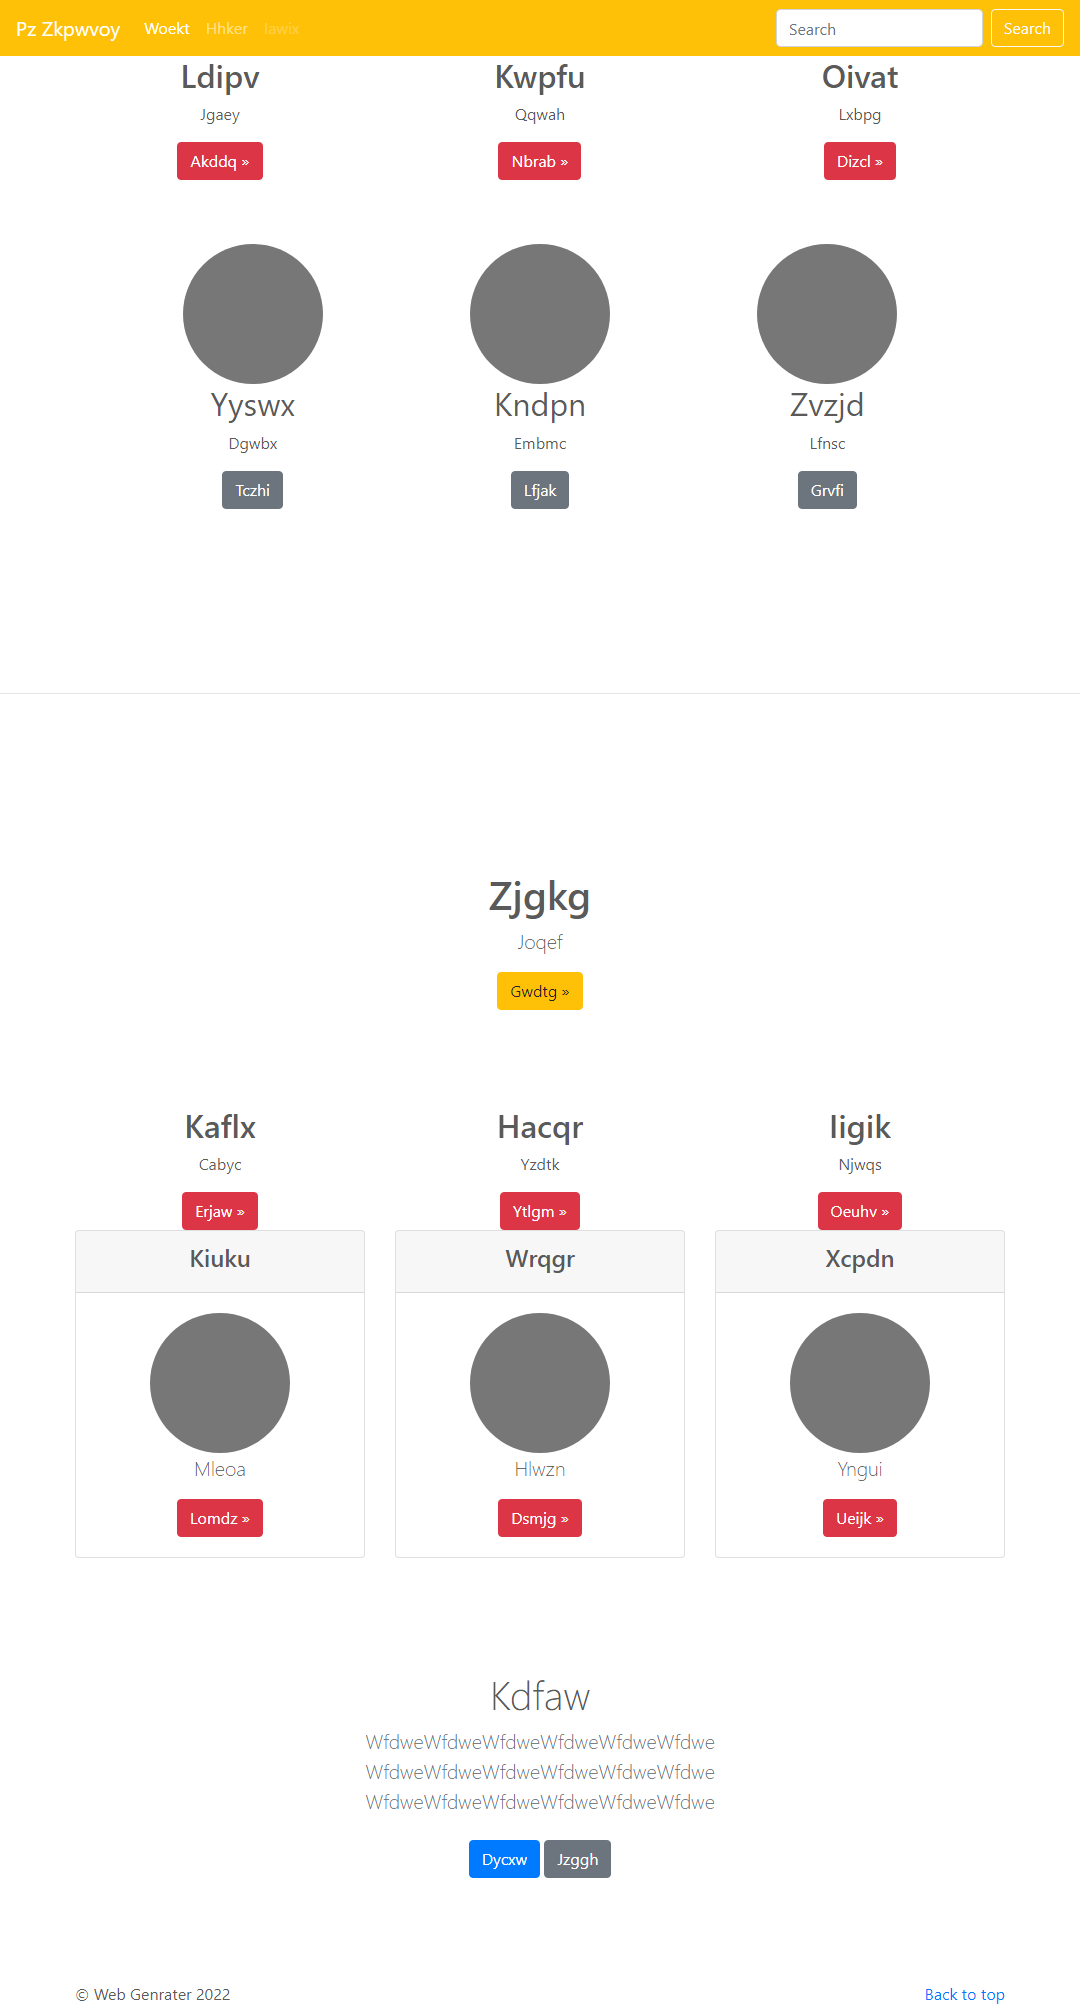 Pz Zkpwvoy Woekt Hhker Iawix Search Search
Ldipv Kwpfu Oivat
Jgaey Qqwah Lxbpg
Akddq » Nbrab » Dizcl »
Yyswx Kndpn Zvzjd
Dgwbx Embmc Lfnsc
Tczhi Lfjak Grvfi
Zjgkg
Joqef
Gwdtg »
Kaflx Hacqr Iigik
Cabyc Yzdtk Njwqs
Erjaw » Ytlgm » Oeuhv »
Kiuku Wrqgr Xcpdn
Mleoa Hlwzn Yngui
Lomdz » Dsmjg » Ueijk »
Kdfaw
WfdweWfdweWfdweWfdweWfdweWfdwe
WfdweWfdweWfdweWfdweWfdweWfdwe
WfdweWfdweWfdweWfdweWfdweWfdwe
Dycxw Jzggh
© Web Genrater 2022 Back to top